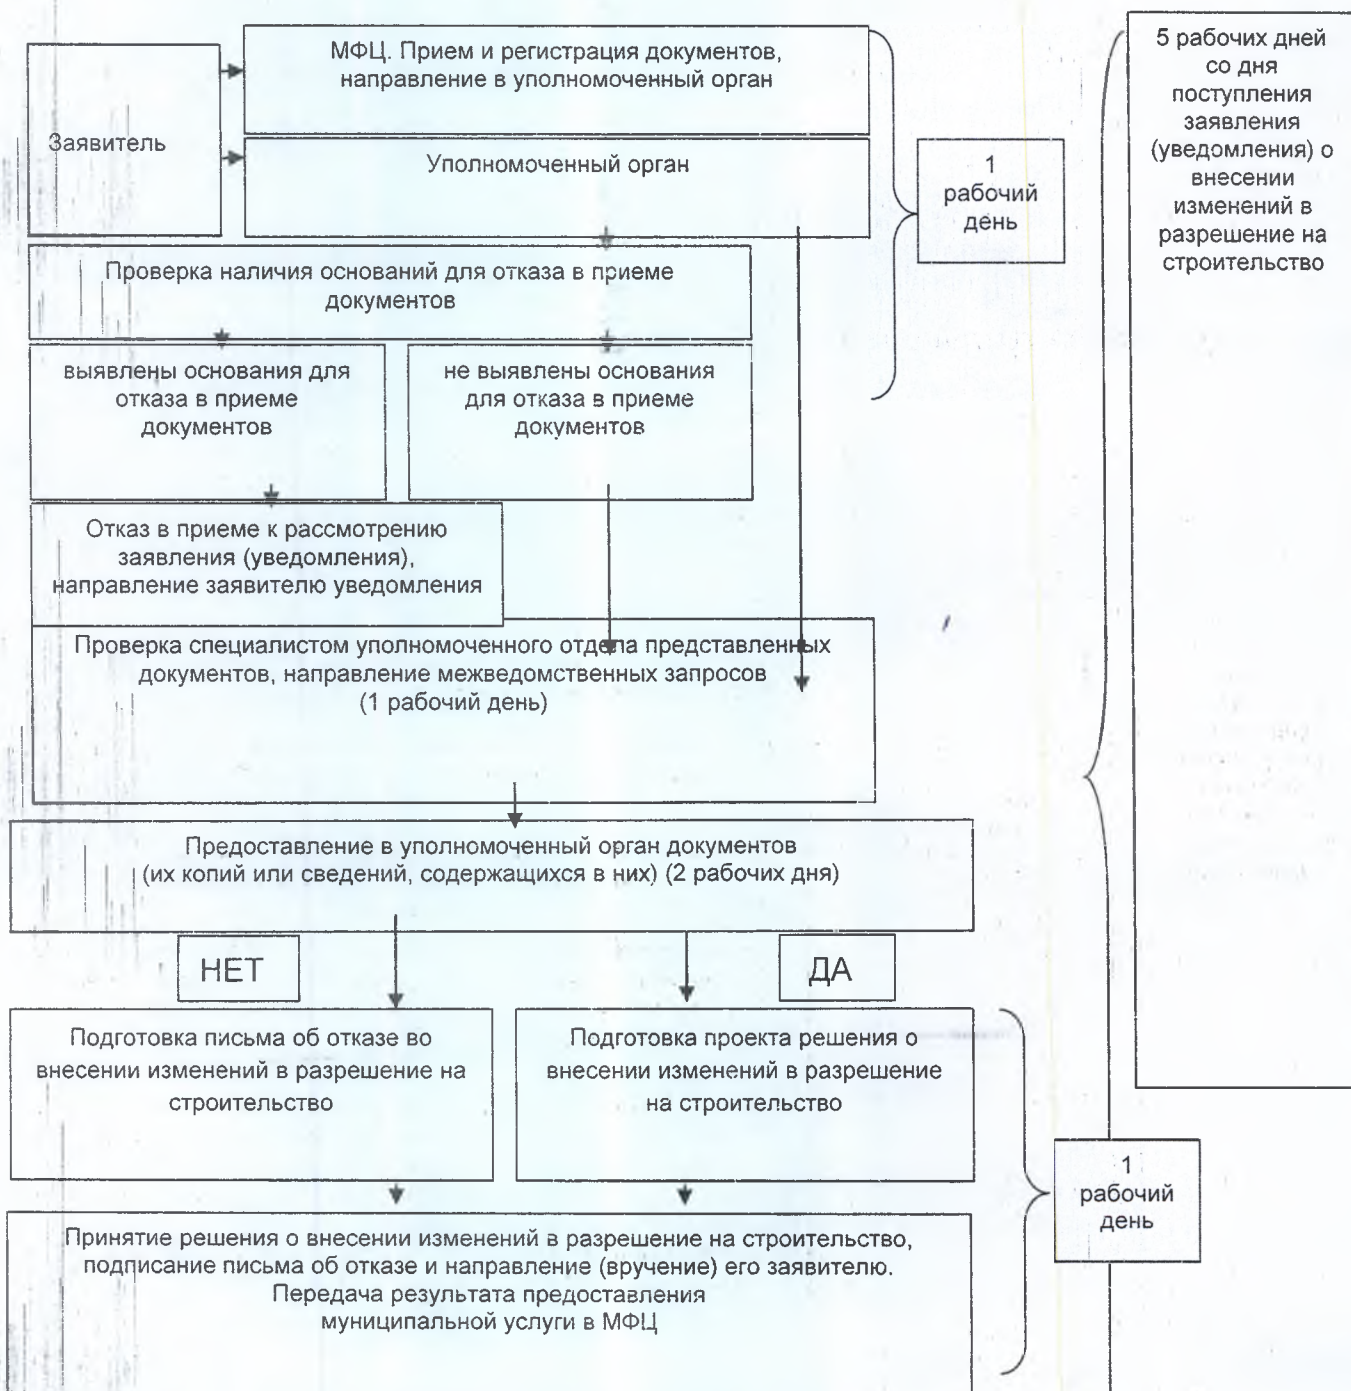 МФЦ. Прием и регистрация документов,
направление в уполномоченный орган
Заявитель
Уполномоченный орган
1
рабочий
день
5 рабочих дней
со дня
поступления
заявления
(уведомления) о
внесении
изменений в
разрешение на
строительство
Проверка наличия оснований для отказа в приеме
документов
выявлены основания для
отказа в приеме
документов
не выявлены основания
для отказа в приеме
документов
Отказ в приеме к рассмотрению
заявления (уведомления),
направление заявителю уведомления
Проверка специалистом уполномоченного отдела представленных
документов, направление межведомственных запросов
(1 рабочий день)
Предоставление в уполномоченный орган документов
(их копий или сведений, содержащихся в них) (2 рабочих дня)
НЕТ
ДА
Подготовка письма об отказе во
внесении изменений в разрешение на
строительство
Подготовка проекта решения о
внесении изменений в разрешение
на строительство
1
рабочий
день
Принятие решения о внесении изменений в разрешение на строительство,
подписание письма об отказе и направление (вручение) его заявителю.
Передача результата предоставления
муниципальной услуги в МФЦ